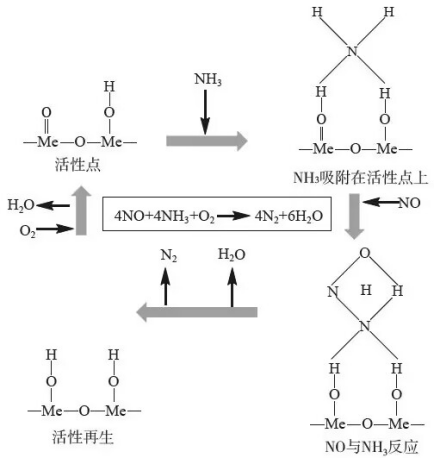 H H
N
H H
O O
—Me—O—Me—
NH₃吸附在活性点上
NH₃
H
O O
—Me—O—Me—
活性点
H₂O
O₂
4NO+4NH₃+O₂→4N₂+6H₂O
NO
N₂ H₂O
O
N H H
N
H H
O O
—Me—O—Me—
NO与NH₃反应
H H
O O
—Me—O—Me—
活性再生